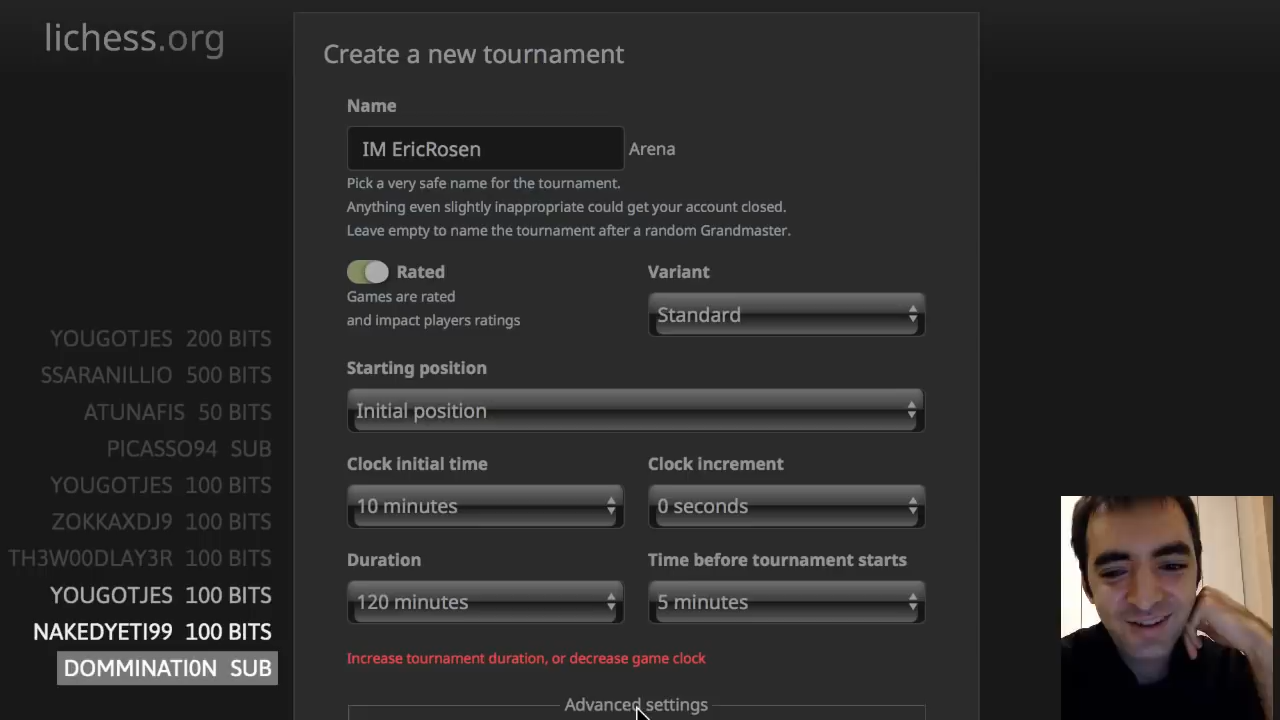 lichess.org
Create a new tournament
Name
IM EricRosen
Arena
Pick a very safe name for the tournament.
Anything even slightly inappropriate could get your account closed.
Leave empty to name the tournament after a random Grandmaster.
Rated
Games are rated
and impact players ratings
Variant
Standard
Starting position
Initial position
Clock initial time
10 minutes
Clock increment
0 seconds
Duration
120 minutes
Time before tournament starts
5 minutes
Increase tournament duration, or decrease game clock
Advanced settings
YOUGOTJES 200 BITS
SSARANILLIO 500 BITS
ATUNAFIS 50 BITS
PICASSO94 SUB
YOUGOTJES 100 BITS
ZOKKAXDJ9 100 BITS
TH3W00DLAY3R 100 BITS
YOUGOTJES 100 BITS
NAKEDYETI99 100 BITS
DOMMINATI0N SUB